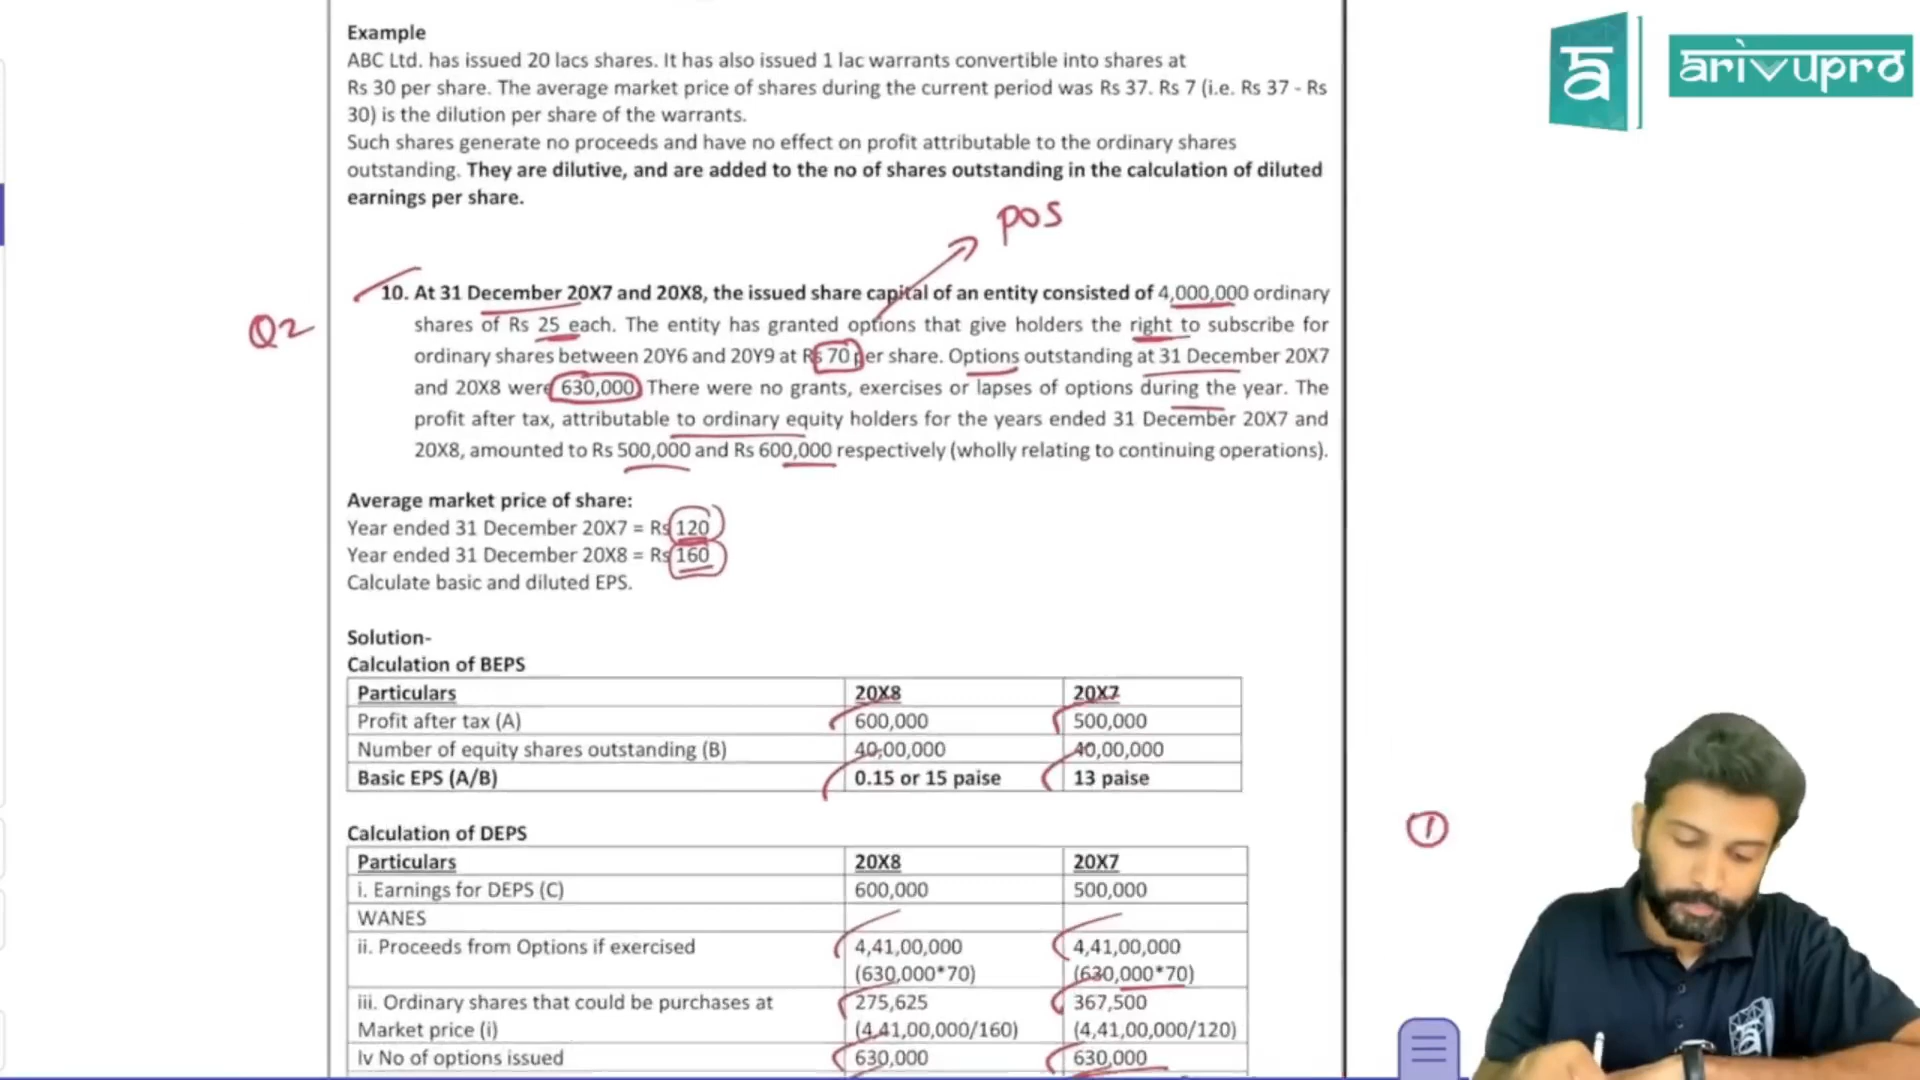 Example
ABC Ltd. has issued 20 lacs shares. It has also issued 1 lac warrants convertible into shares at
Rs 30 per share. The average market price of shares during the current period was Rs 37. Rs 7 (i.e. Rs 37 - Rs
30) is the dilution per share of the warrants.
Such shares generate no proceeds and have no effect on profit attributable to the ordinary shares
outstanding. They are dilutive, and are added to the no of shares outstanding in the calculation of diluted
earnings per share.
POS
10. At 31 December 20X7 and 20X8, the issued share capital of an entity consisted of 4,000,000 ordinary
Q2
shares of Rs 25 each. The entity has granted options that give holders the right to subscribe for
ordinary shares between 20Y6 and 20Y9 at Rs 70 per share. Options outstanding at 31 December 20X7
and 20X8 were 630,000. There were no grants, exercises or lapses of options during the year. The
profit after tax, attributable to ordinary equity holders for the years ended 31 December 20X7 and
20X8, amounted to Rs 500,000 and Rs 600,000 respectively (wholly relating to continuing operations).
Average market price of share:
Year ended 31 December 20X7 = Rs 120
Year ended 31 December 20X8 = Rs 160
Calculate basic and diluted EPS.
Solution-
Calculation of BEPS
Particulars 20X8 20X7
Profit after tax (A) 600,000 500,000
Number of equity shares outstanding (B) 40,00,000 40,00,000
Basic EPS (A/B) 0.15 or 15 paise 13 paise
Calculation of DEPS
Particulars 20X8 20X7
i. Earnings for DEPS (C) 600,000 500,000
WANES
ii. Proceeds from Options if exercised 4,41,00,000 4,41,00,000
(630,000*70) (630,000*70)
iii. Ordinary shares that could be purchases at 275,625 367,500
Market price (i) (4,41,00,000/160) (4,41,00,000/120)
Iv No of options issued 630,000 630,000
1
ā arivupro